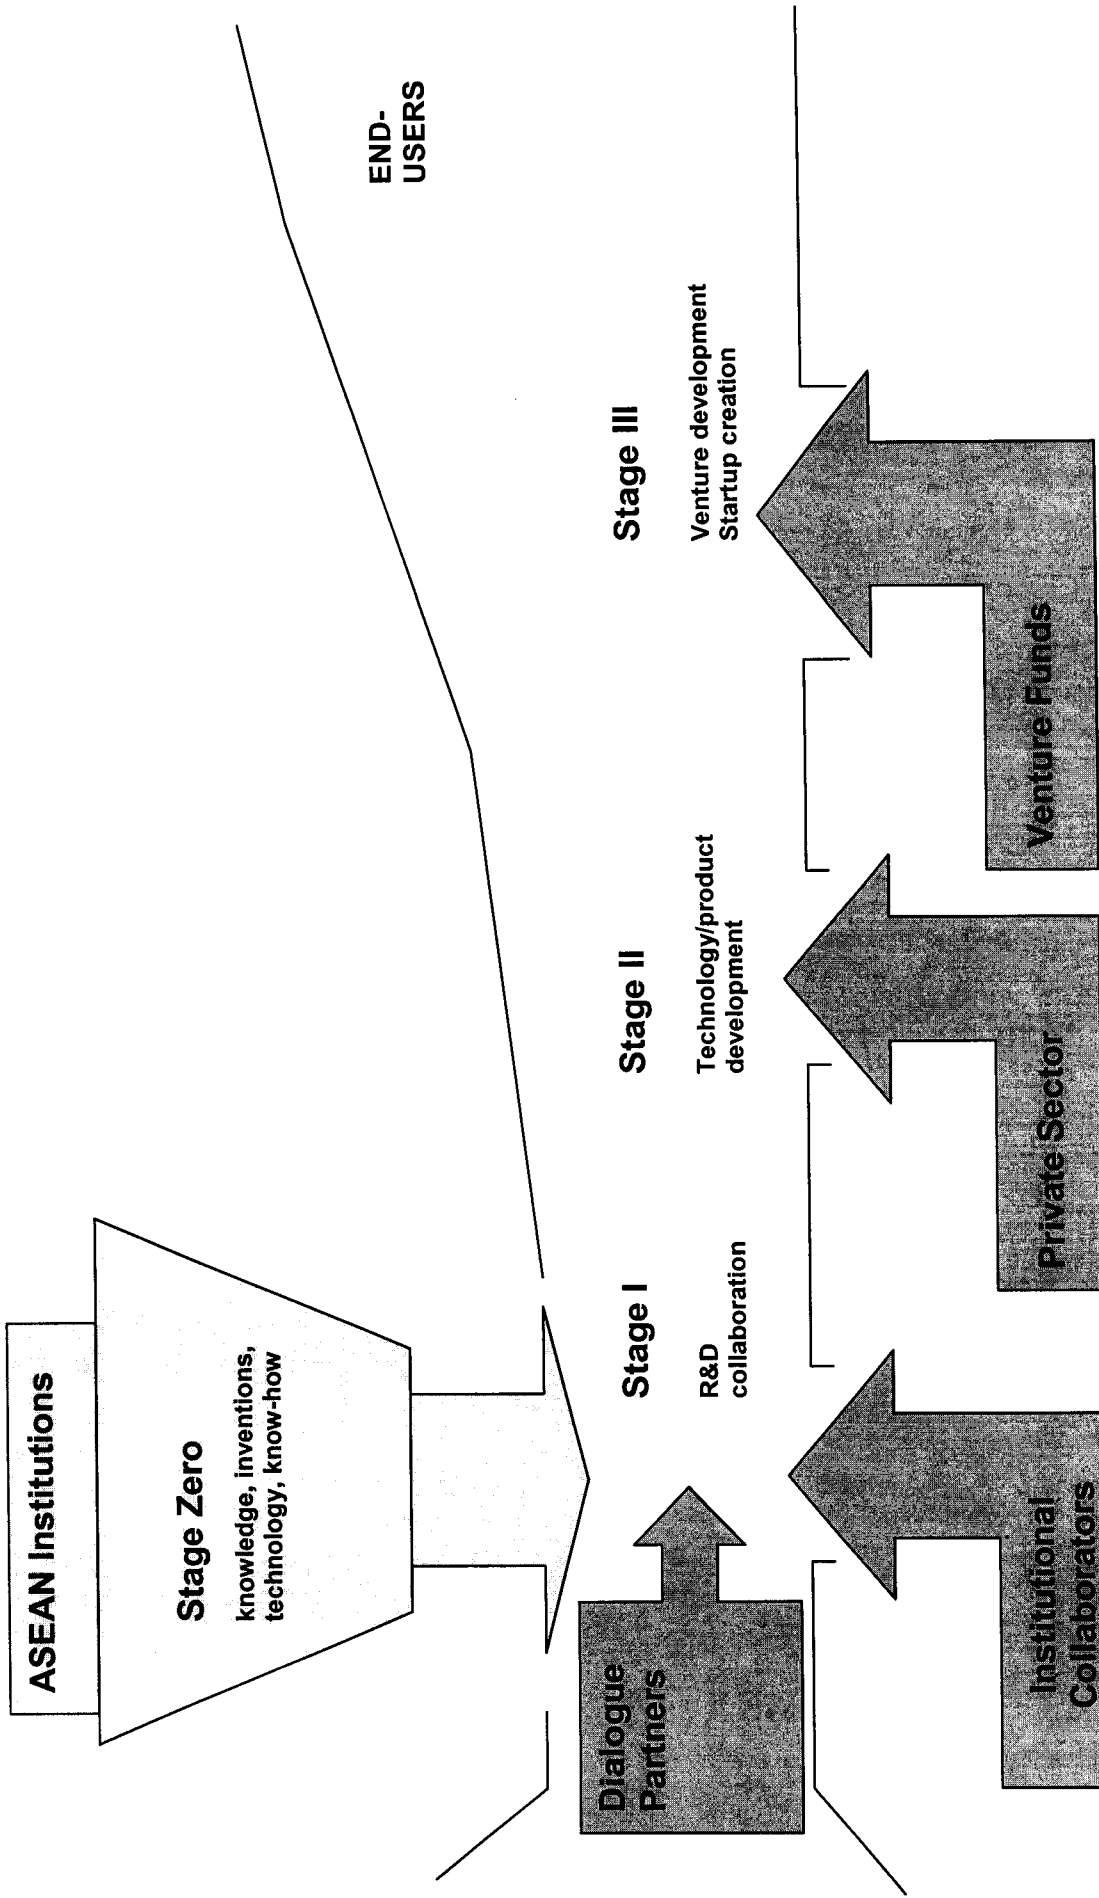 ASEAN Institutions
Stage Zero
knowledge, inventions,
technology, know-how
END-
USERS
Dialogue
Partners
Stage I
R&D
collaboration
Stage II
Technology/product
development
Stage III
Venture development
Startup creation
Institutional
Collaborators
Private Sector
Venture Funds